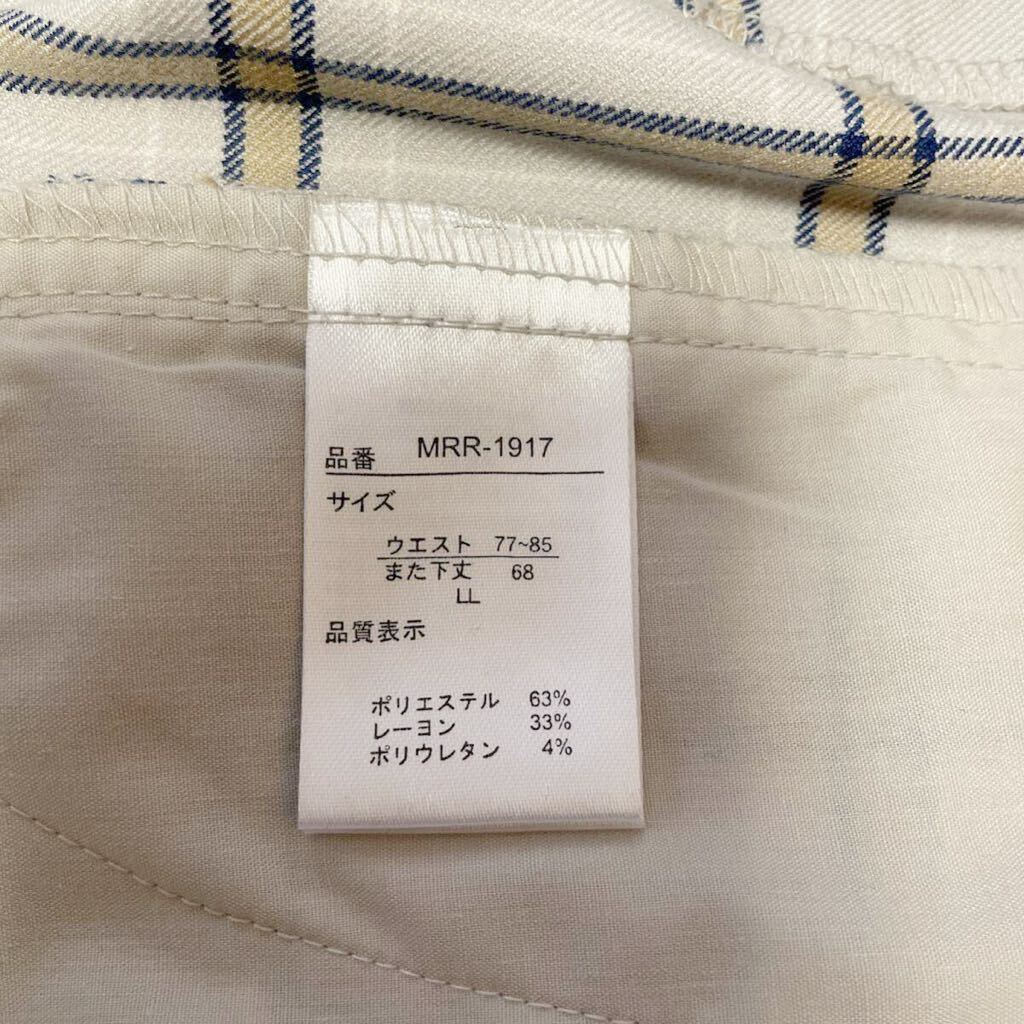 品番 MRR-1917
サイズ
ウエスト 77~85
また下丈 68
LL
品質表示
ポリエステル 63%
レーヨン 33%
ポリウレタン 4%